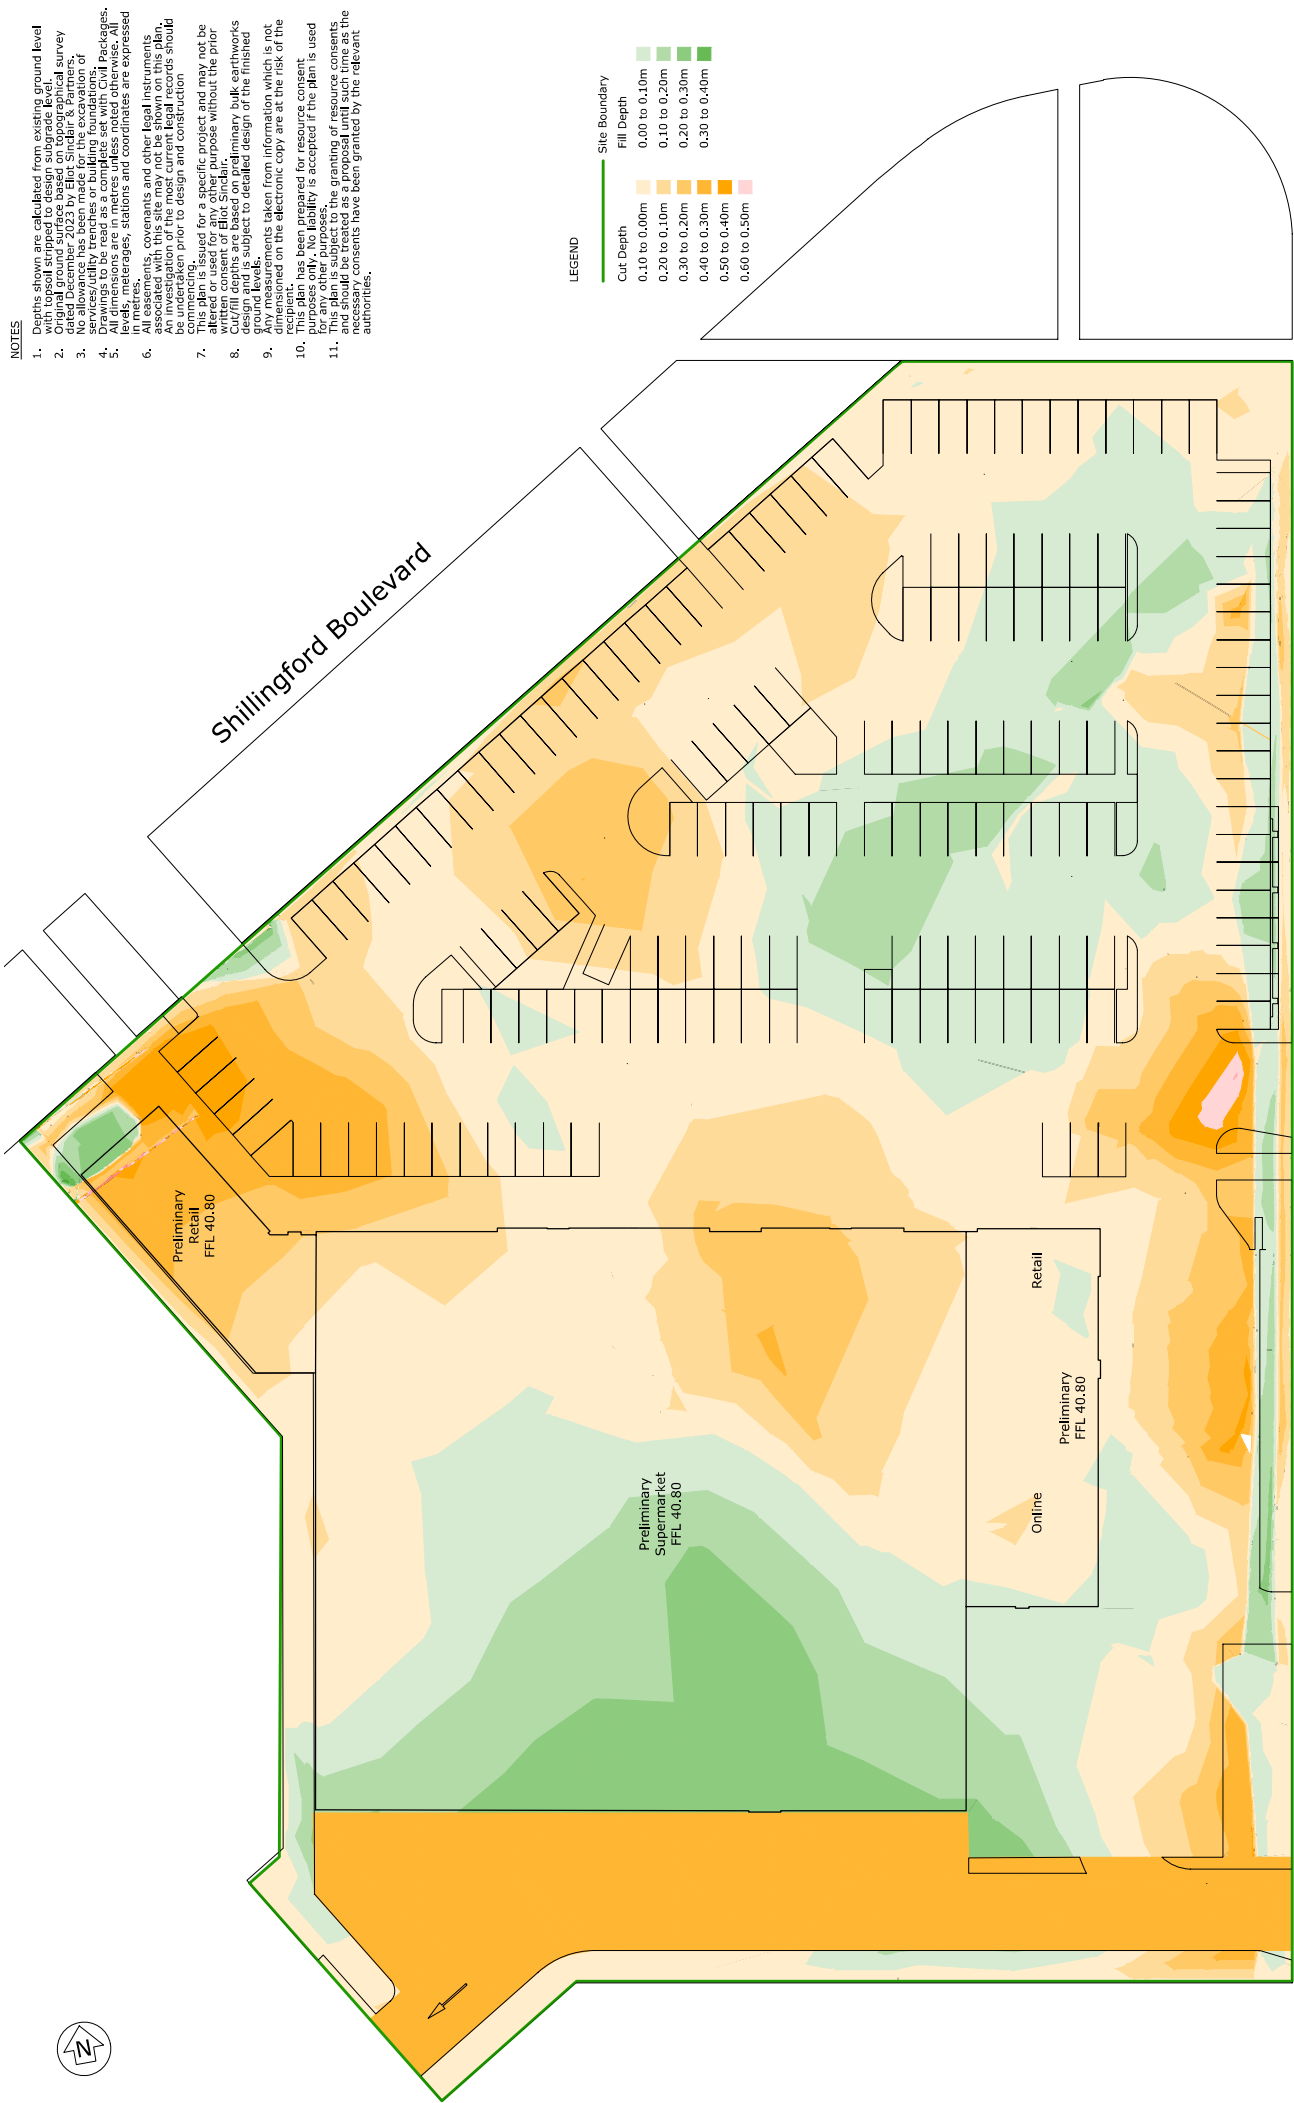 NOTES
1. Depths shown are calculated from existing ground level
with topsoil stripped to design subgrade level.
2. Original ground surface based on topographical survey
dated December 2023 by Eliot Sinclair & Partners.
3. No allowance has been made for the excavation of
services/utility trenches or building foundations.
4. Drawings to be read as a complete set with Civil Packages.
5. All dimensions are in metres unless noted otherwise. All
levels, meterages, stations and coordinates are expressed
in metres.
6. All easements, covenants and other legal instruments
associated with this site may not be shown on this plan.
An investigation of the most current legal records should
be undertaken prior to design and construction
commencing.
7. This plan is issued for a specific project and may not be
altered or used for any other purpose without the prior
written consent of Eliot Sinclair.
8. Cut/fill depths are based on preliminary bulk earthworks
design and is subject to detailed design of the finished
ground levels.
9. Any measurements taken from information which is not
dimensioned on the electronic copy are at the risk of the
recipient.
10. This plan has been prepared for resource consent
purposes only. No liability is accepted if the plan is used
for any other purposes.
11. This plan is subject to the granting of resource consents
and should be treated as a proposal until such time as the
necessary consents have been granted by the relevant
authorities.
LEGEND
Site Boundary
Cut Depth
0.10 to 0.00m
0.20 to 0.10m
0.30 to 0.20m
0.40 to 0.30m
0.50 to 0.40m
0.60 to 0.50m
Fill Depth
0.00 to 0.10m
0.10 to 0.20m
0.20 to 0.30m
0.30 to 0.40m
Shillingford Boulevard
Preliminary
Retail
FFL 40.80
Preliminary
Supermarket
FFL 40.80
Retail
Preliminary
FFL 40.80
Online
N